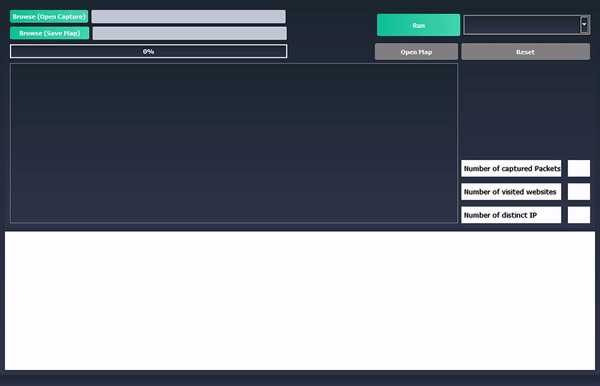 Browse (Open Capture)
Run
Browse (Save Map)
0%
Open Map
Reset
Number of captured Packets
Number of visited websites
Number of distinct IP